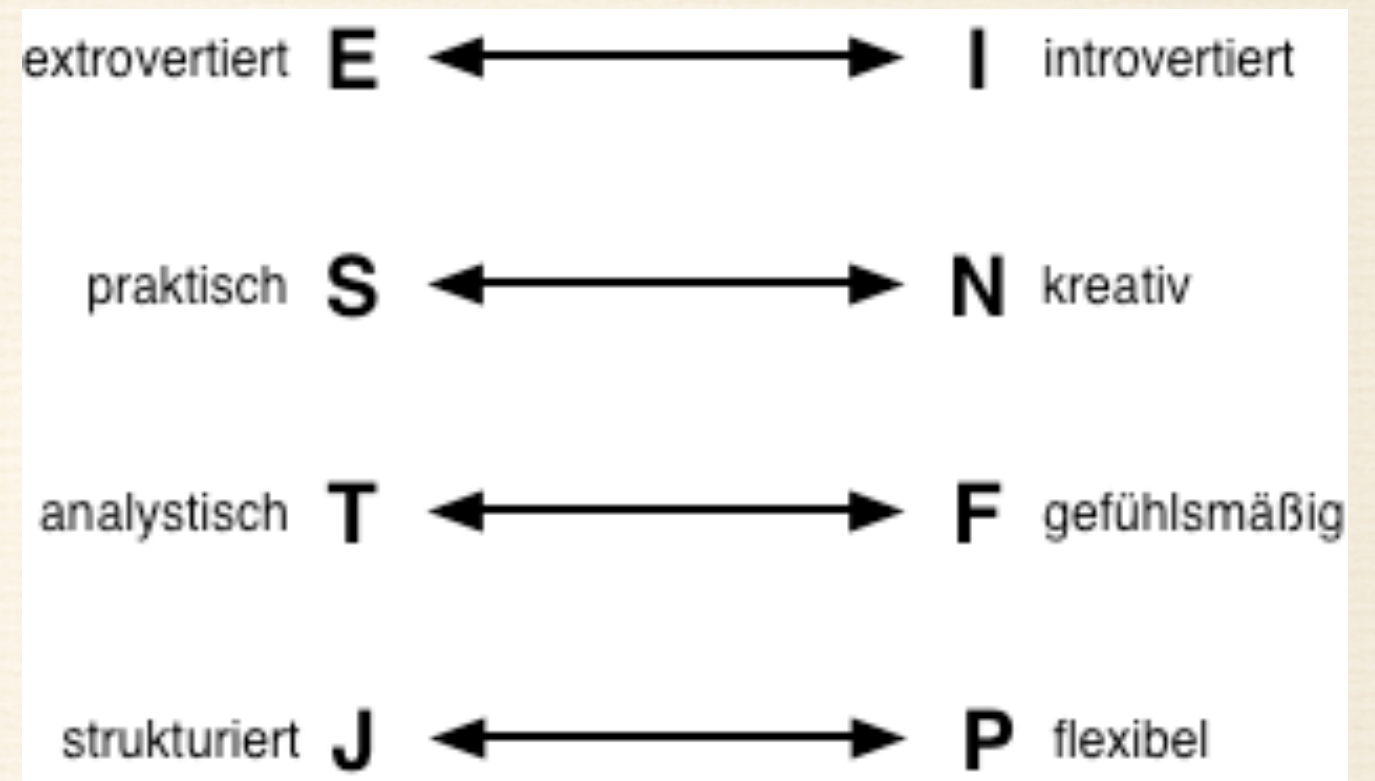 extrovertiert E I introvertiert
praktisch S N kreativ
analystisch T F gefühlsmäßig
strukturiert J P flexibel